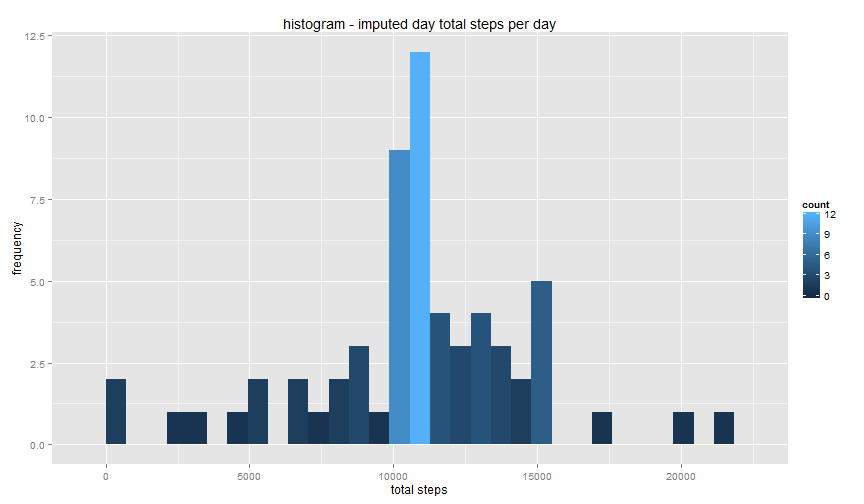 histogram - imputed day total steps per day
12.5
10.0
7.5
5.0
2.5
0.0
frequency
0 5000 10000 15000 20000
total steps
count
12
9
6
3
0